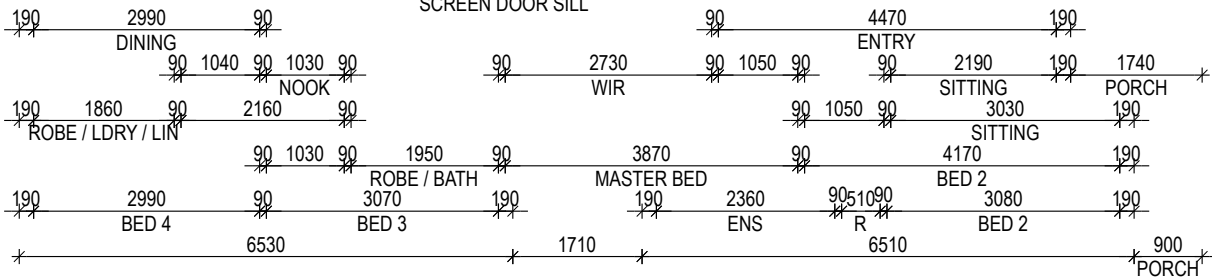 SCREEN DOOR SILL
190 2990 90 90 4470 190
DINING ENTRY
90 1040 90 1030 90 90 2730 90 1050 90 90 2190 190 1740
NOOK WIR SITTING PORCH
190 1860 90 2160 90 90 1050 90 3030 190
ROBE / LDRY / LIN SITTING
90 1030 90 1950 90 3870 90 4170 190
ROBE / BATH MASTER BED BED 2
190 2990 90 3070 190 190 2360 90 510 90 3080 190
BED 4 BED 3 ENS R BED 2
6530 1710 6510 900
PORCH